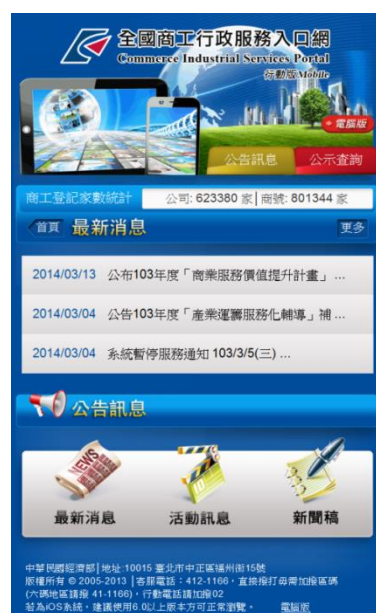 全國商工行政服務入口網
Commerce Industrial Services Portal
行動版Mobile
電腦版
公告訊息 公示查詢
商工登記家數統計 公司: 623380 家│商號: 801344 家
首頁 最新消息 更多
2014/03/13 公布103年度「商業服務價值提升計畫」 ...
2014/03/04 公告103年度「產業運籌服務化輔導」補 ...
2014/03/04 系統暫停服務通知 103/3/5(三) ...
公告訊息
NEWS
最新消息 活動訊息 新聞稿
中華民國經濟部│地址:10015 臺北市中正區福州街15號
版權所有 © 2005-2013 │客服電話：412-1166，直接撥打毋需加撥區碼
(六碼地區請撥 41-1166)，行動電話請加撥02
若為iOS系統，建議使用6.0以上版本方可正常瀏覽。 電腦版